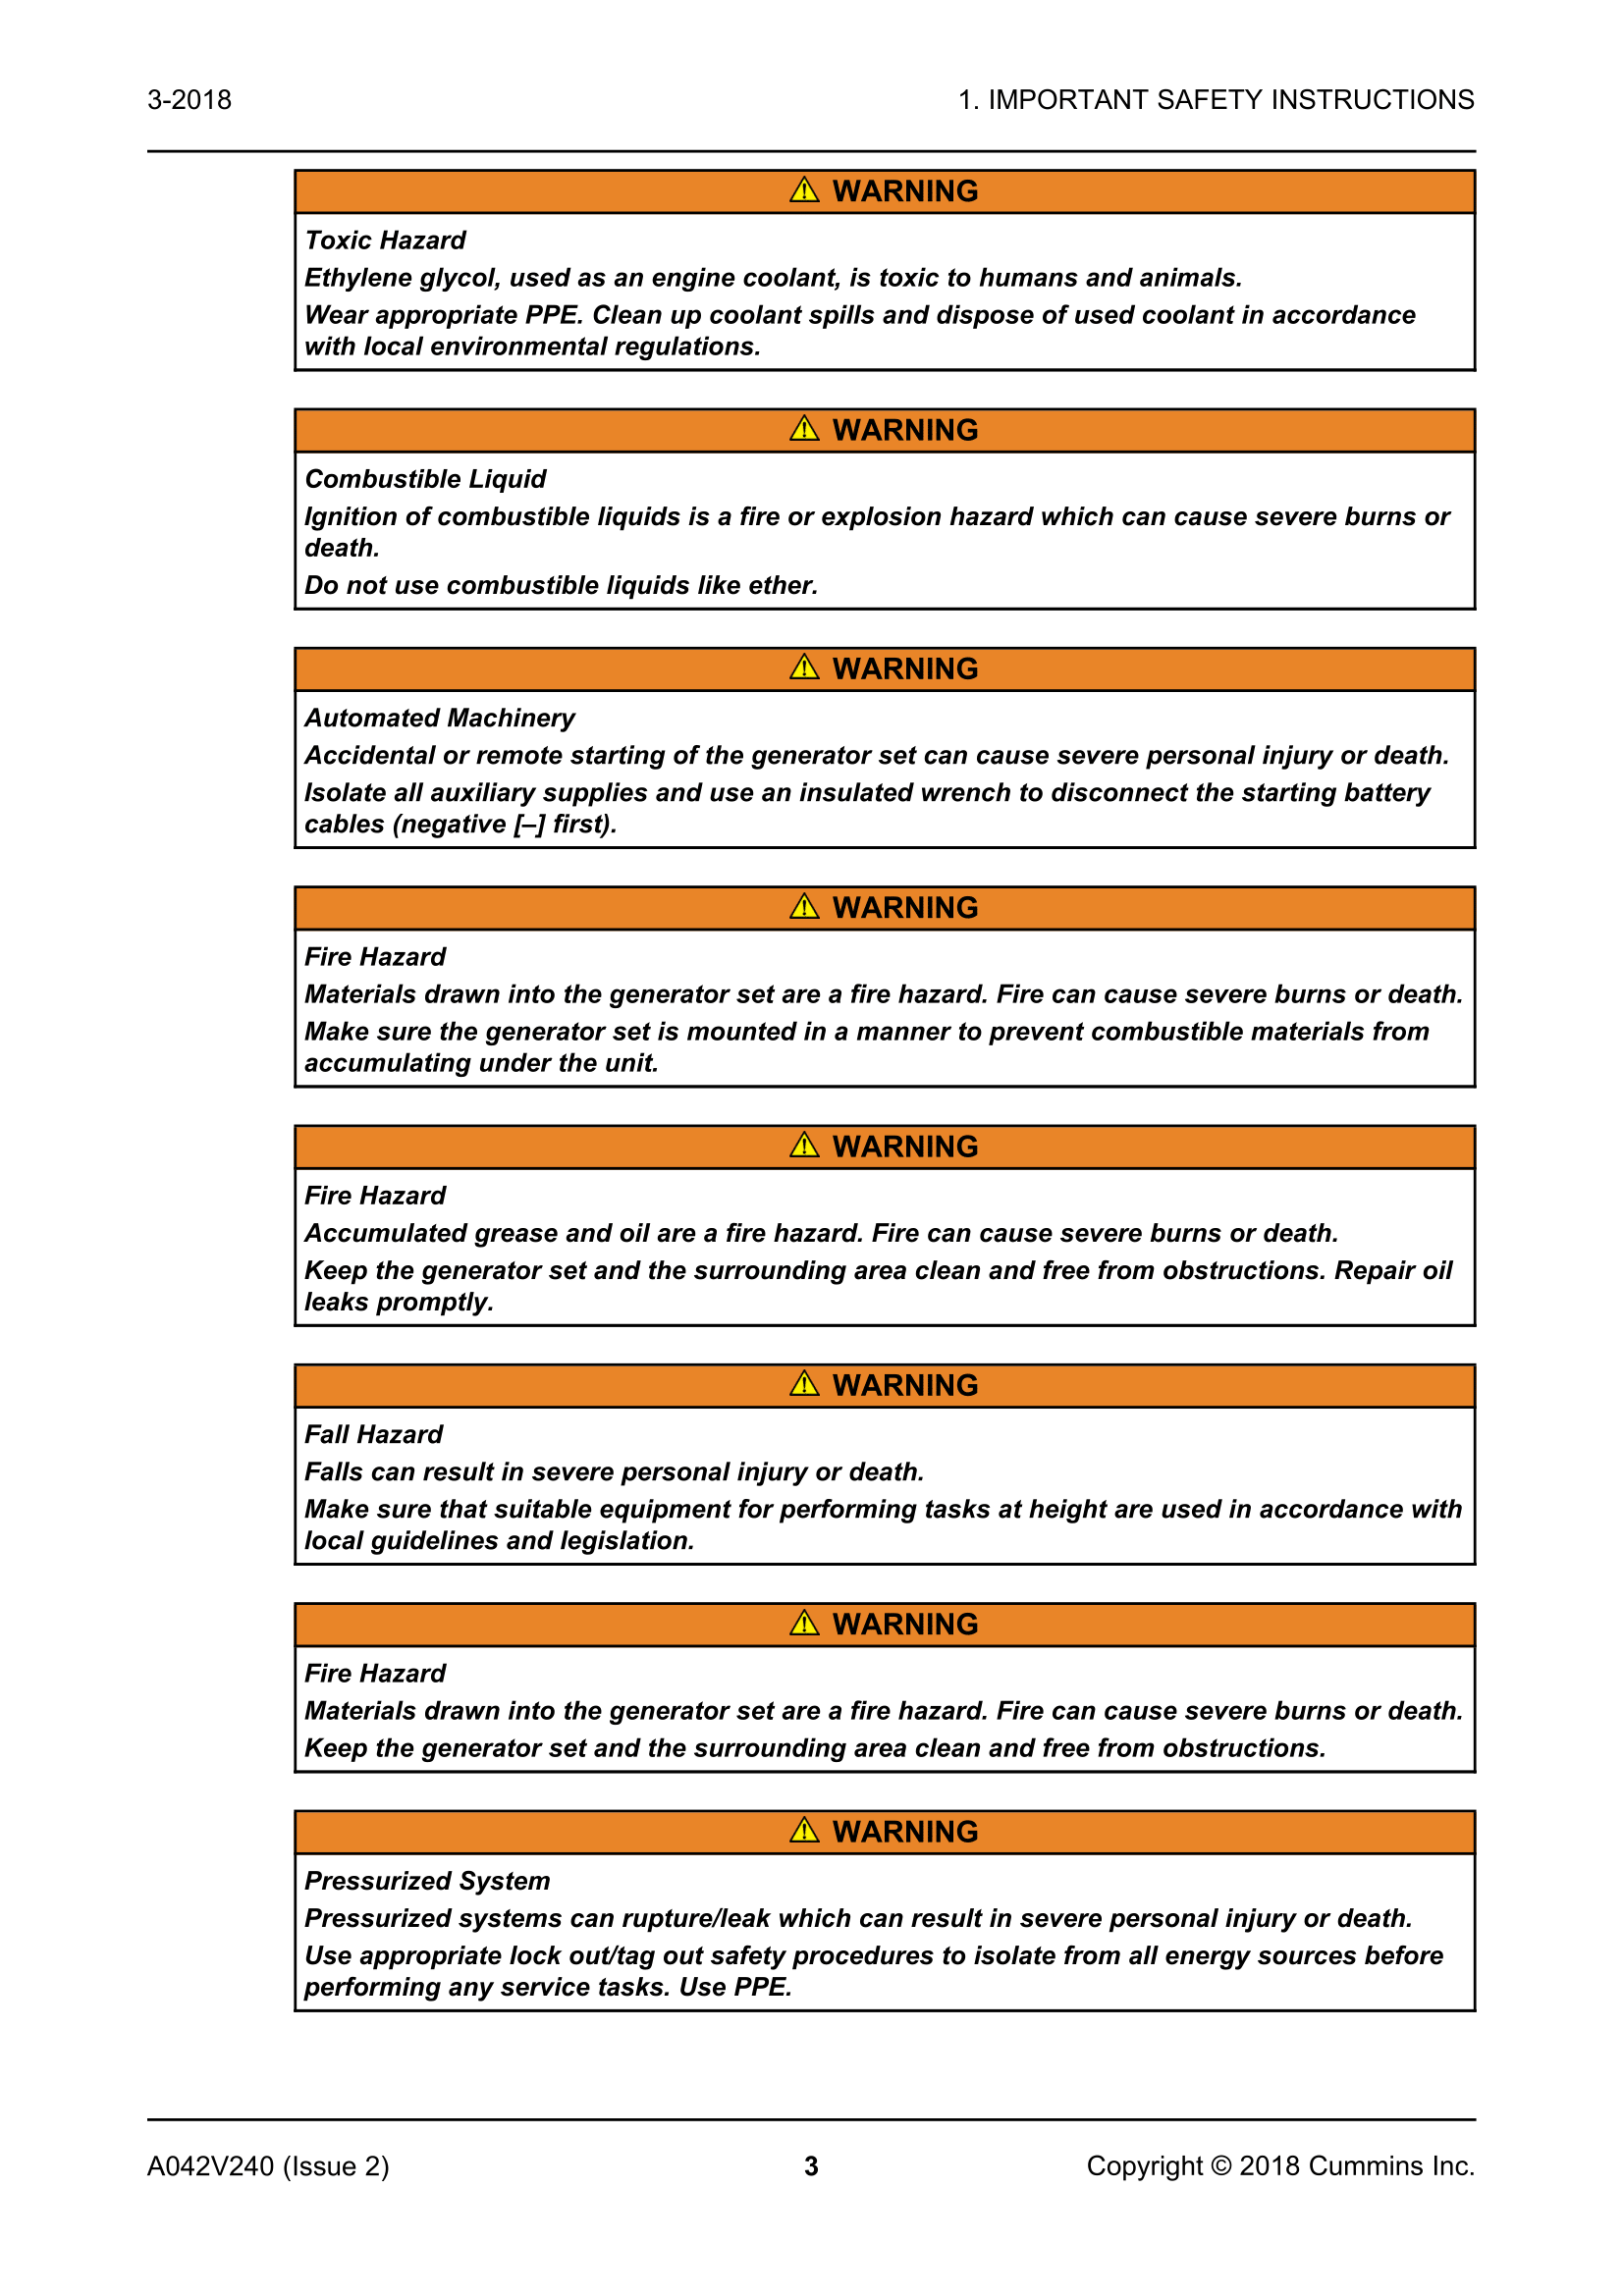 3-2018
1. IMPORTANT SAFETY INSTRUCTIONS
WARNING
Toxic Hazard
Ethylene glycol, used as an engine coolant, is toxic to humans and animals.
Wear appropriate PPE. Clean up coolant spills and dispose of used coolant in accordance
with local environmental regulations.
WARNING
Combustible Liquid
Ignition of combustible liquids is a fire or explosion hazard which can cause severe burns or
death.
Do not use combustible liquids like ether.
WARNING
Automated Machinery
Accidental or remote starting of the generator set can cause severe personal injury or death.
Isolate all auxiliary supplies and use an insulated wrench to disconnect the starting battery
cables (negative [–] first).
WARNING
Fire Hazard
Materials drawn into the generator set are a fire hazard. Fire can cause severe burns or death.
Make sure the generator set is mounted in a manner to prevent combustible materials from
accumulating under the unit.
WARNING
Fire Hazard
Accumulated grease and oil are a fire hazard. Fire can cause severe burns or death.
Keep the generator set and the surrounding area clean and free from obstructions. Repair oil
leaks promptly.
WARNING
Fall Hazard
Falls can result in severe personal injury or death.
Make sure that suitable equipment for performing tasks at height are used in accordance with
local guidelines and legislation.
WARNING
Fire Hazard
Materials drawn into the generator set are a fire hazard. Fire can cause severe burns or death.
Keep the generator set and the surrounding area clean and free from obstructions.
WARNING
Pressurized System
Pressurized systems can rupture/leak which can result in severe personal injury or death.
Use appropriate lock out/tag out safety procedures to isolate from all energy sources before
performing any service tasks. Use PPE.
A042V240 (Issue 2)
3
Copyright © 2018 Cummins Inc.